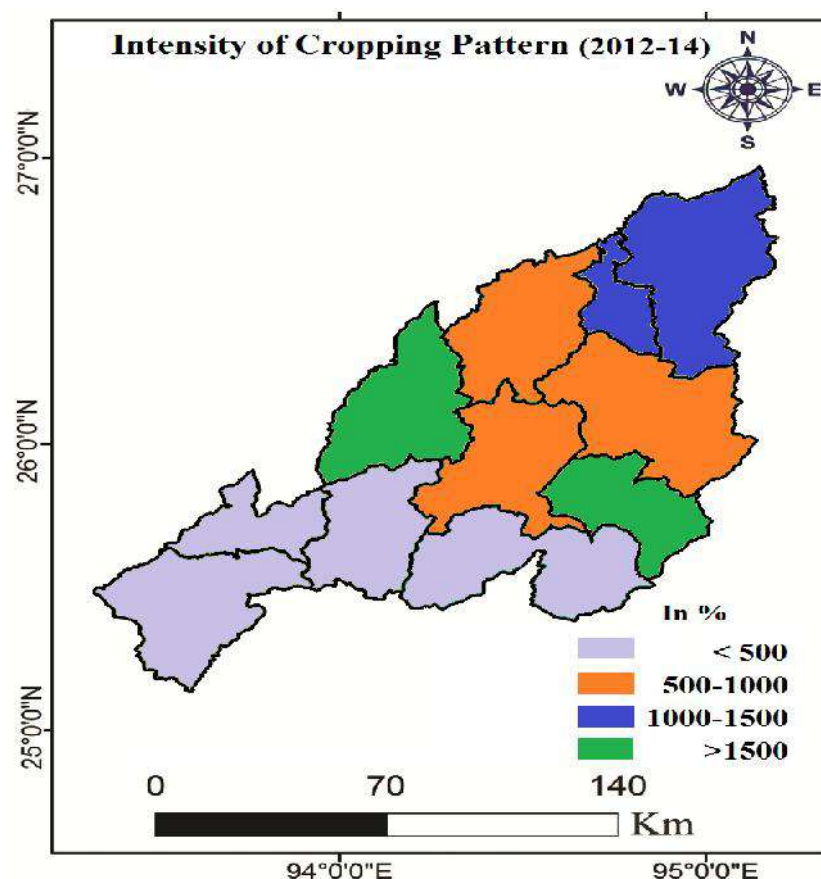 Intensity of Cropping Pattern (2012-14)
N
W E
S
27°0'0"N
26°0'0"N
25°0'0"N
In %
< 500
500-1000
1000-1500
>1500
0 70 140
Km
94°0'0"E 95°0'0"E